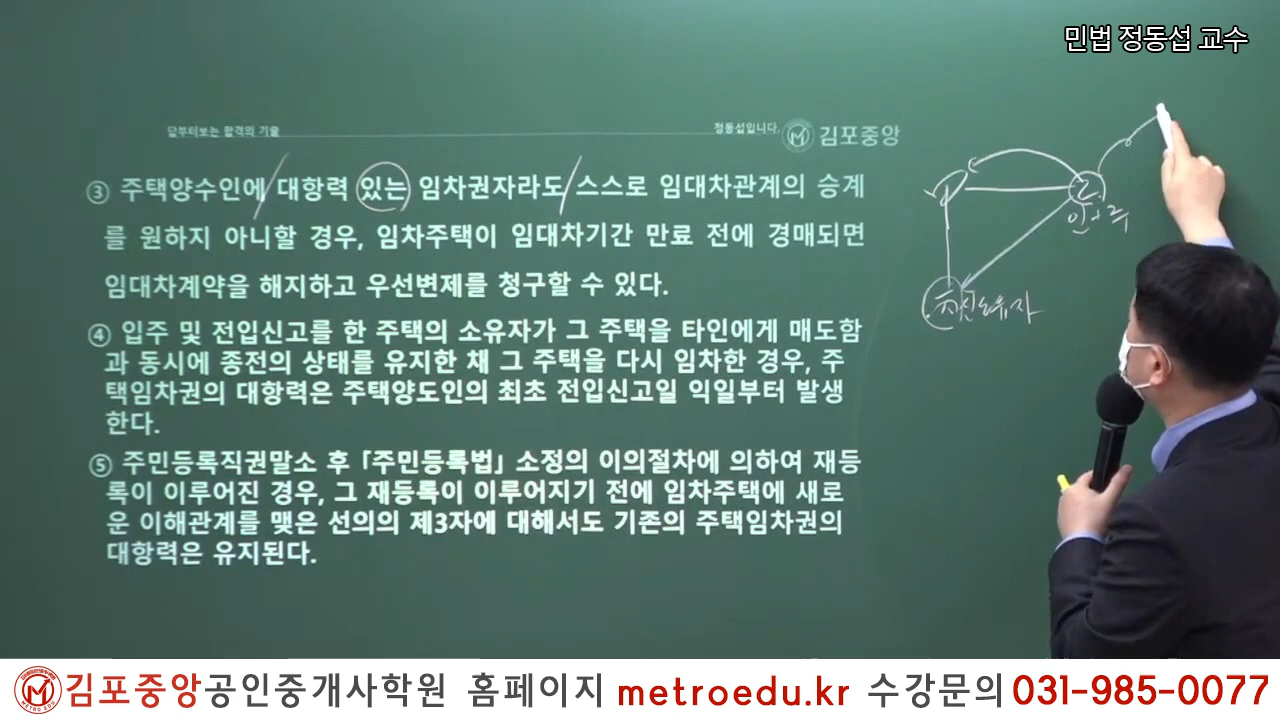 민법 정동섭 교수
답부터보는 합격의 기술
정동섭입니다.
김포중앙
③ 주택양수인에 대항력 있는 임차권자라도 스스로 임대차관계의 승계
를 원하지 아니할 경우, 임차주택이 임대차기간 만료 전에 경매되면
임대차계약을 해지하고 우선변제를 청구할 수 있다.
④ 입주 및 전입신고를 한 주택의 소유자가 그 주택을 타인에게 매도함
과 동시에 종전의 상태를 유지한 채 그 주택을 다시 임차한 경우, 주
택임차권의 대항력은 주택양도인의 최초 전입신고일 익일부터 발생
한다.
⑤ 주민등록직권말소 후 「주민등록법」 소정의 이의절차에 의하여 재등
록이 이루어진 경우, 그 재등록이 이루어지기 전에 임차주택에 새로
운 이해관계를 맺은 선의의 제3자에 대해서도 기존의 주택임차권의
대항력은 유지된다.
김포중앙공인중개사학원 홈페이지 metroedu.kr 수강문의 031-985-0077
METRO EDU